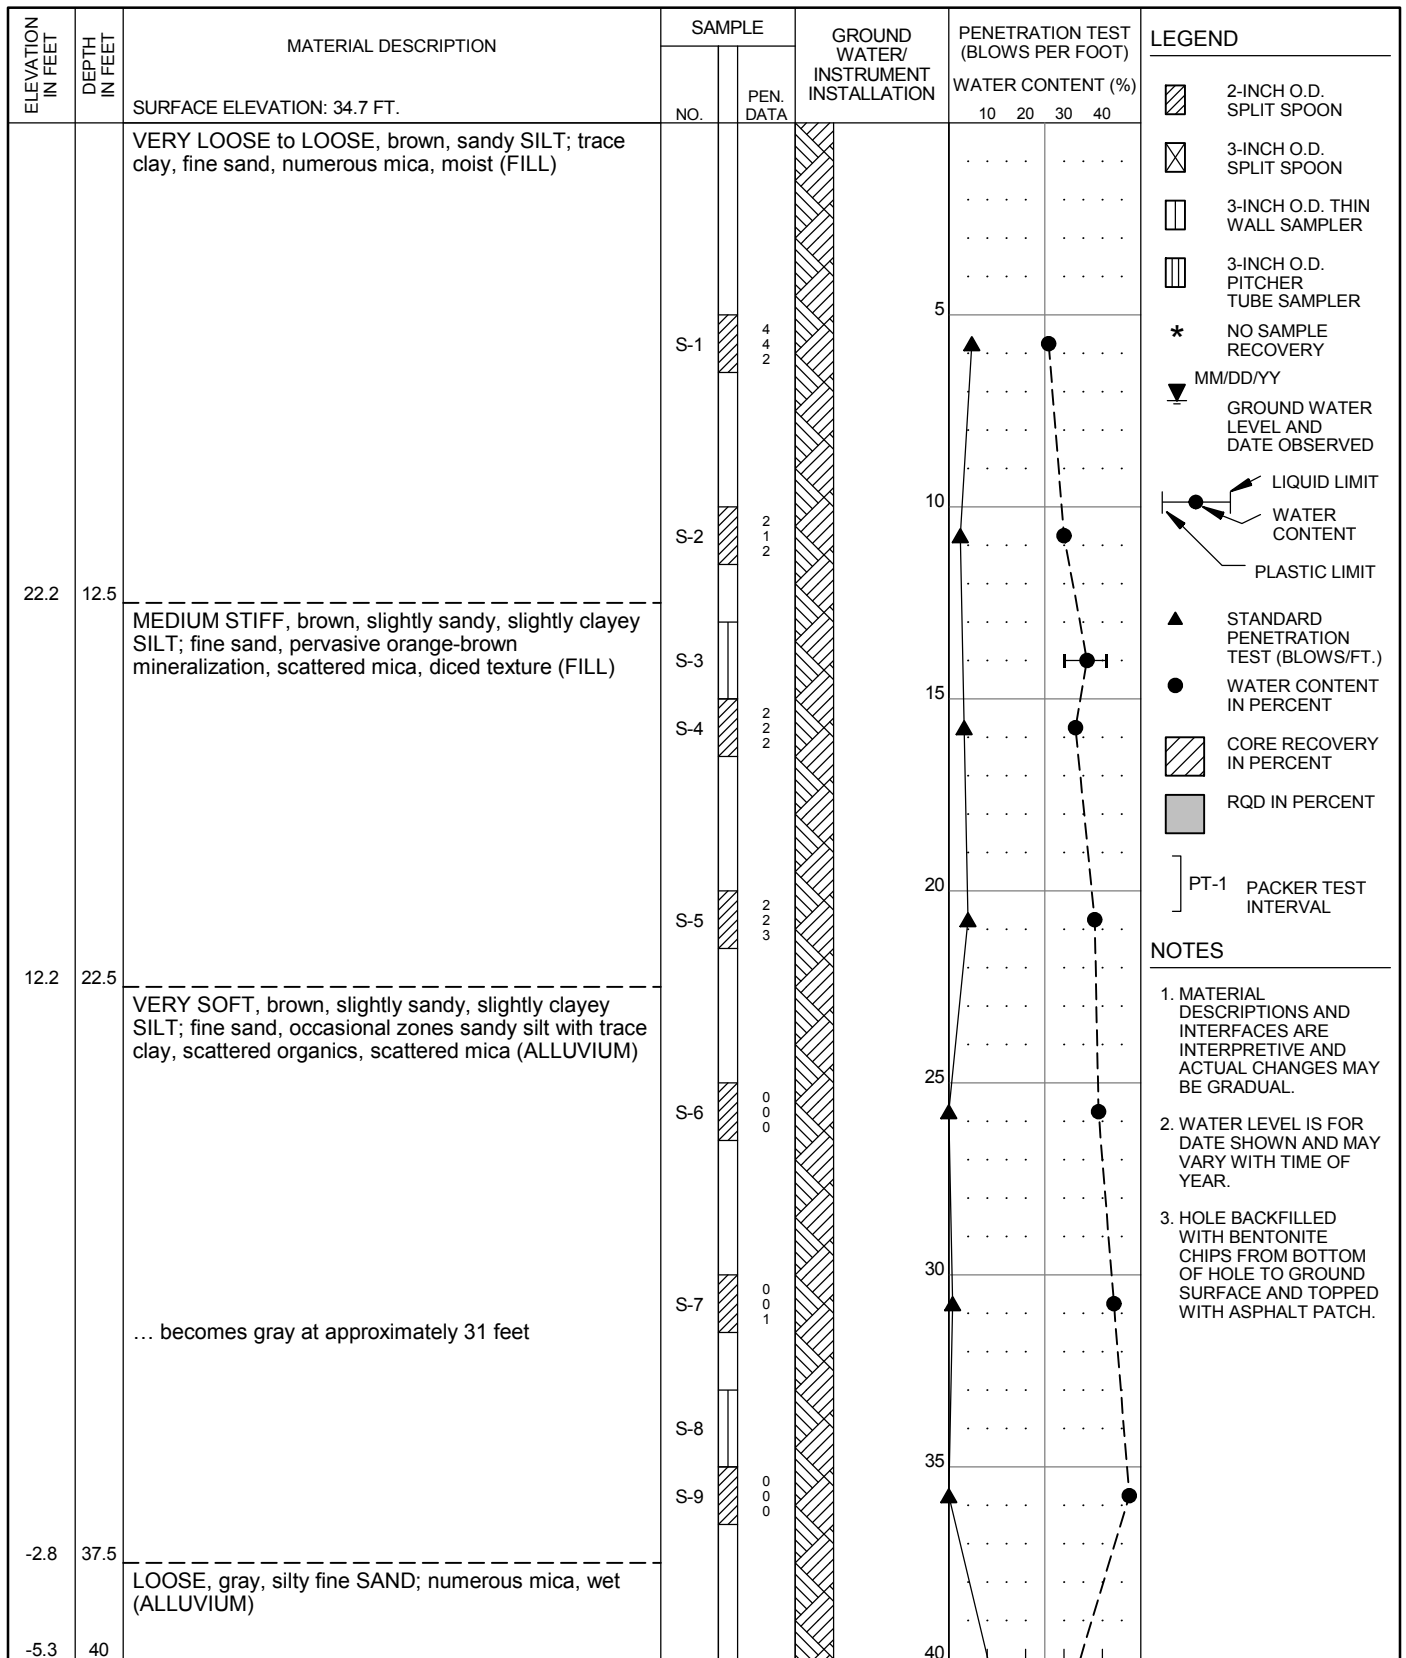 ELEVATION
IN FEET
DEPTH
IN FEET
MATERIAL DESCRIPTION
SURFACE ELEVATION: 34.7 FT.
SAMPLE
NO.
PEN.
DATA
GROUND
WATER/
INSTRUMENT
INSTALLATION
PENETRATION TEST
(BLOWS PER FOOT)
WATER CONTENT (%)
10 20 30 40
VERY LOOSE to LOOSE, brown, sandy SILT; trace
clay, fine sand, numerous mica, moist (FILL)
5
S-1
4
4
2
10
S-2
2
1
2
22.2 12.5
MEDIUM STIFF, brown, slightly sandy, slightly clayey
SILT; fine sand, pervasive orange-brown
mineralization, scattered mica, diced texture (FILL)
S-3
15
S-4
2
2
2
20
S-5
2
2
3
12.2 22.5
VERY SOFT, brown, slightly sandy, slightly clayey
SILT; fine sand, occasional zones sandy silt with trace
clay, scattered organics, scattered mica (ALLUVIUM)
25
S-6
0
0
0
30
S-7
0
0
1
... becomes gray at approximately 31 feet
S-8
35
S-9
0
0
0
-2.8 37.5
LOOSE, gray, silty fine SAND; numerous mica, wet
(ALLUVIUM)
-5.3 40
40
LEGEND
2-INCH O.D.
SPLIT SPOON
3-INCH O.D.
SPLIT SPOON
3-INCH O.D. THIN
WALL SAMPLER
3-INCH O.D.
PITCHER
TUBE SAMPLER
* NO SAMPLE
RECOVERY
MM/DD/YY
GROUND WATER
LEVEL AND
DATE OBSERVED
LIQUID LIMIT
WATER
CONTENT
PLASTIC LIMIT
STANDARD
PENETRATION
TEST (BLOWS/FT.)
WATER CONTENT
IN PERCENT
CORE RECOVERY
IN PERCENT
RQD IN PERCENT
PT-1 PACKER TEST
INTERVAL
NOTES
1. MATERIAL
DESCRIPTIONS AND
INTERFACES ARE
INTERPRETIVE AND
ACTUAL CHANGES MAY
BE GRADUAL.
2. WATER LEVEL IS FOR
DATE SHOWN AND MAY
VARY WITH TIME OF
YEAR.
3. HOLE BACKFILLED
WITH BENTONITE
CHIPS FROM BOTTOM
OF HOLE TO GROUND
SURFACE AND TOPPED
WITH ASPHALT PATCH.